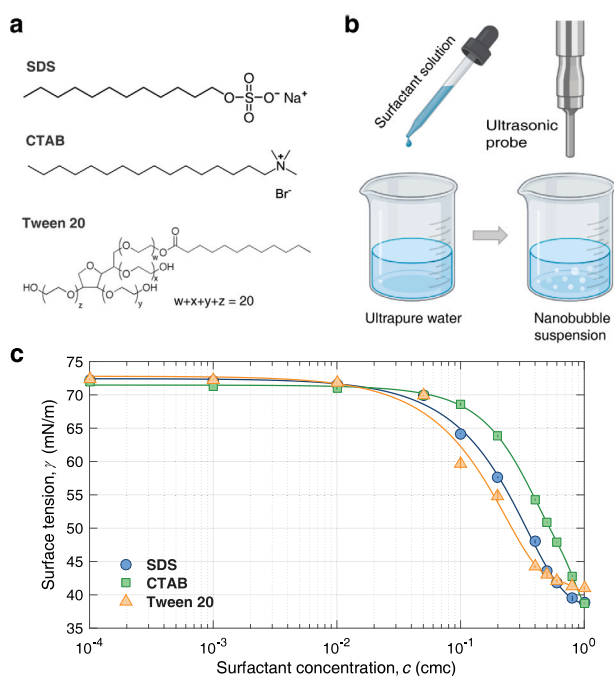 a
SDS
O
O S O⁻ Na⁺
O
CTAB
N⁺
Br⁻
Tween 20
O
( O ) O
w
O
( O ) OH
x
HO ( O ) ( O ) OH
z y
w+x+y+z = 20
b
Surfactant solution
Ultrasonic
probe
Ultrapure water
Nanobubble
suspension
c
75
70
65
60
55
50
45
40
35
Surface tension, γ (mN/m)
SDS
CTAB
Tween 20
10⁻⁴ 10⁻³ 10⁻² 10⁻¹ 10⁰
Surfactant concentration, c (cmc)